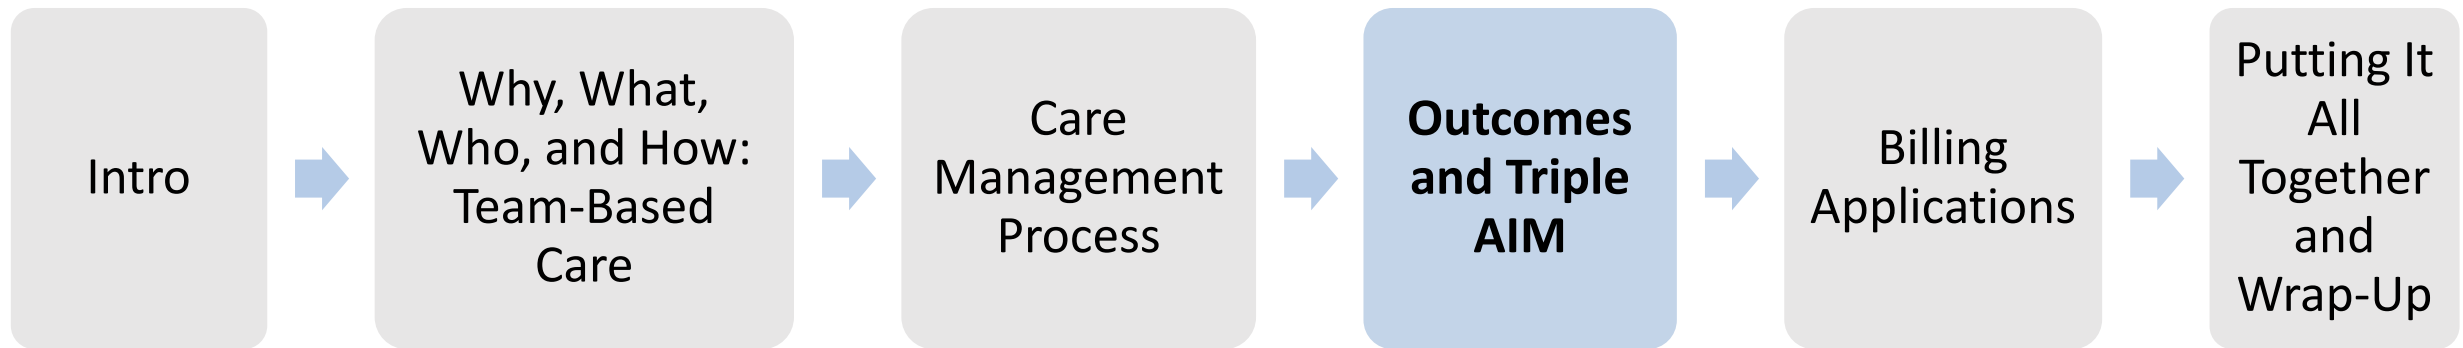 Intro
Why, What,
Who, and How:
Team-Based
Care
Care
Management
Process
Outcomes
and Triple
AIM
Billing
Applications
Putting It
All
Together
and
Wrap-Up